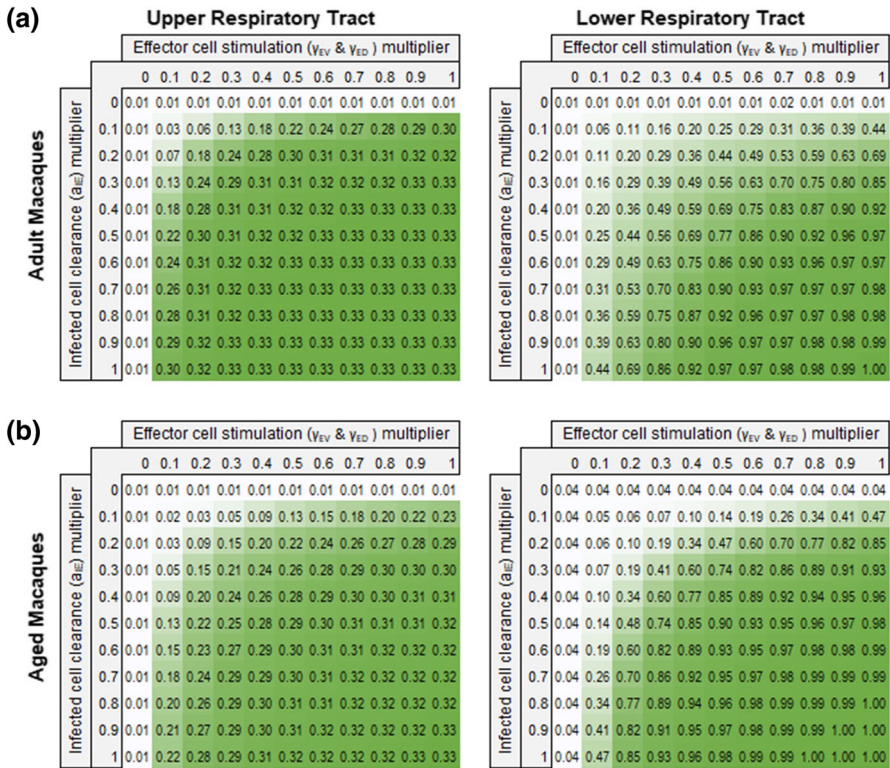 (a)
Upper Respiratory Tract
Lower Respiratory Tract
Adult Macaques
Effector cell stimulation (γEV & γED ) multiplier
0 0.1 0.2 0.3 0.4 0.5 0.6 0.7 0.8 0.9 1
Infected cell clearance (aIE) multiplier
0 0.01 0.01 0.01 0.01 0.01 0.01 0.01 0.01 0.01 0.01 0.01
0.1 0.01 0.03 0.06 0.13 0.18 0.22 0.24 0.27 0.28 0.29 0.30
0.2 0.01 0.07 0.18 0.24 0.28 0.30 0.31 0.31 0.31 0.32 0.32
0.3 0.01 0.13 0.24 0.29 0.31 0.31 0.32 0.32 0.32 0.33 0.33
0.4 0.01 0.18 0.28 0.31 0.31 0.32 0.32 0.33 0.33 0.33 0.33
0.5 0.01 0.22 0.30 0.31 0.32 0.32 0.33 0.33 0.33 0.33 0.33
0.6 0.01 0.24 0.31 0.32 0.32 0.33 0.33 0.33 0.33 0.33 0.33
0.7 0.01 0.26 0.31 0.32 0.33 0.33 0.33 0.33 0.33 0.33 0.33
0.8 0.01 0.28 0.31 0.32 0.33 0.33 0.33 0.33 0.33 0.33 0.33
0.9 0.01 0.29 0.32 0.33 0.33 0.33 0.33 0.33 0.33 0.33 0.33
1 0.01 0.30 0.32 0.33 0.33 0.33 0.33 0.33 0.33 0.33 0.33
Effector cell stimulation (γEV & γED ) multiplier
0 0.1 0.2 0.3 0.4 0.5 0.6 0.7 0.8 0.9 1
Infected cell clearance (aIE) multiplier
0 0.01 0.01 0.01 0.01 0.01 0.01 0.01 0.02 0.01 0.01 0.01
0.1 0.01 0.06 0.11 0.16 0.20 0.25 0.29 0.31 0.36 0.39 0.44
0.2 0.01 0.11 0.20 0.29 0.36 0.44 0.49 0.53 0.59 0.63 0.69
0.3 0.01 0.16 0.29 0.39 0.49 0.56 0.63 0.70 0.75 0.80 0.85
0.4 0.01 0.20 0.36 0.49 0.59 0.69 0.75 0.83 0.87 0.90 0.92
0.5 0.01 0.25 0.44 0.56 0.69 0.77 0.86 0.90 0.92 0.96 0.97
0.6 0.01 0.29 0.49 0.63 0.75 0.86 0.90 0.93 0.96 0.97 0.97
0.7 0.01 0.31 0.53 0.70 0.83 0.90 0.93 0.97 0.97 0.97 0.98
0.8 0.01 0.36 0.59 0.75 0.87 0.92 0.96 0.97 0.97 0.98 0.98
0.9 0.01 0.39 0.63 0.80 0.90 0.96 0.97 0.97 0.98 0.98 0.99
1 0.01 0.44 0.69 0.86 0.92 0.97 0.97 0.98 0.98 0.99 1.00
(b)
Aged Macaques
Effector cell stimulation (γEV & γED ) multiplier
0 0.1 0.2 0.3 0.4 0.5 0.6 0.7 0.8 0.9 1
Infected cell clearance (aIE) multiplier
0 0.01 0.01 0.01 0.01 0.01 0.01 0.01 0.01 0.01 0.01 0.01
0.1 0.01 0.02 0.03 0.05 0.09 0.13 0.15 0.18 0.20 0.22 0.23
0.2 0.01 0.03 0.09 0.15 0.20 0.22 0.24 0.26 0.27 0.28 0.29
0.3 0.01 0.05 0.15 0.21 0.24 0.26 0.28 0.29 0.30 0.30 0.30
0.4 0.01 0.09 0.20 0.24 0.26 0.28 0.29 0.30 0.30 0.31 0.31
0.5 0.01 0.13 0.22 0.25 0.28 0.29 0.30 0.31 0.31 0.31 0.32
0.6 0.01 0.15 0.23 0.27 0.29 0.30 0.31 0.31 0.32 0.32 0.32
0.7 0.01 0.18 0.24 0.29 0.29 0.30 0.31 0.32 0.32 0.32 0.32
0.8 0.01 0.20 0.26 0.29 0.30 0.31 0.31 0.32 0.32 0.32 0.32
0.9 0.01 0.21 0.27 0.29 0.30 0.31 0.32 0.32 0.32 0.32 0.33
1 0.01 0.22 0.28 0.29 0.31 0.32 0.32 0.32 0.32 0.33 0.33
Effector cell stimulation (γEV & γED ) multiplier
0 0.1 0.2 0.3 0.4 0.5 0.6 0.7 0.8 0.9 1
Infected cell clearance (aIE) multiplier
0 0.04 0.04 0.04 0.04 0.04 0.04 0.04 0.04 0.04 0.04 0.04
0.1 0.04 0.05 0.06 0.07 0.10 0.14 0.19 0.26 0.34 0.41 0.47
0.2 0.04 0.06 0.10 0.19 0.34 0.47 0.60 0.70 0.77 0.82 0.85
0.3 0.04 0.07 0.19 0.41 0.60 0.74 0.82 0.86 0.89 0.91 0.93
0.4 0.04 0.10 0.34 0.60 0.77 0.85 0.89 0.92 0.94 0.95 0.96
0.5 0.04 0.14 0.48 0.74 0.85 0.90 0.93 0.95 0.96 0.97 0.98
0.6 0.04 0.19 0.60 0.82 0.89 0.93 0.95 0.97 0.98 0.98 0.99
0.7 0.04 0.26 0.70 0.86 0.92 0.95 0.97 0.98 0.99 0.99 0.99
0.8 0.04 0.34 0.77 0.89 0.94 0.96 0.98 0.99 0.99 0.99 1.00
0.9 0.04 0.41 0.82 0.91 0.95 0.97 0.98 0.99 0.99 1.00 1.00
1 0.04 0.47 0.85 0.93 0.96 0.98 0.99 0.99 1.00 1.00 1.00